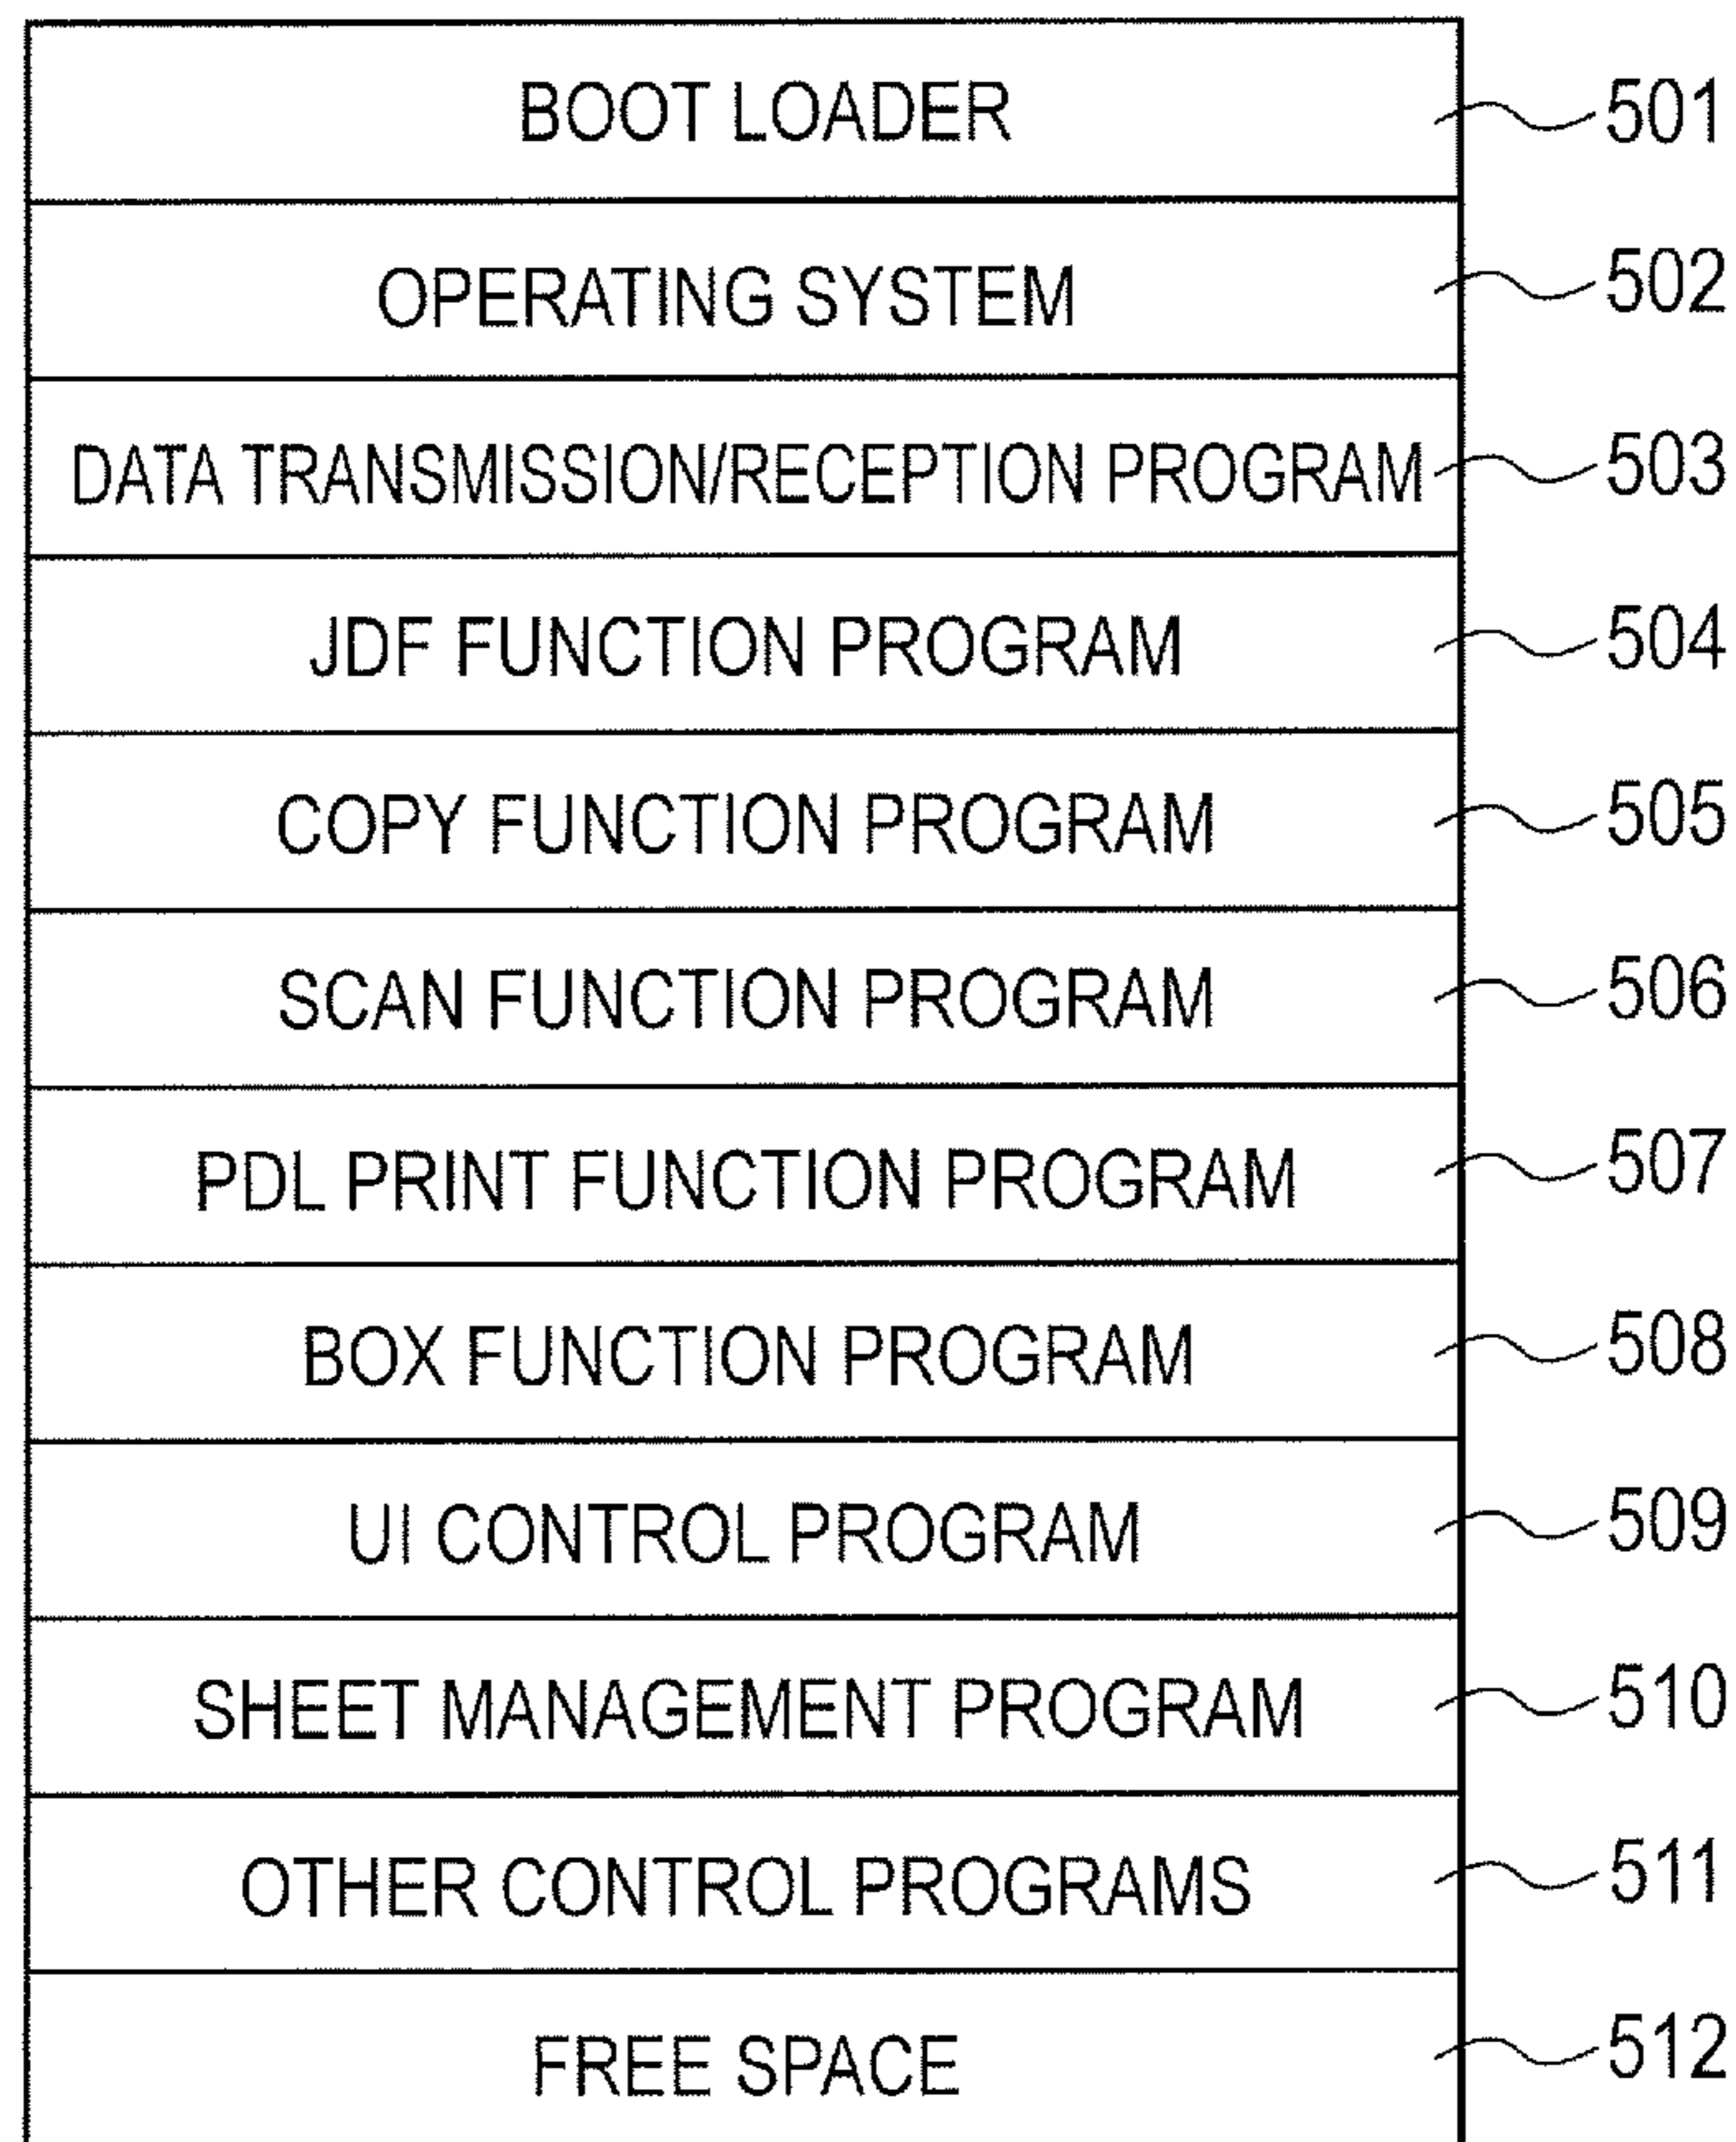 BOOT LOADER 501
OPERATING SYSTEM 502
DATA TRANSMISSION/RECEPTION PROGRAM 503
JDF FUNCTION PROGRAM 504
COPY FUNCTION PROGRAM 505
SCAN FUNCTION PROGRAM 506
PDL PRINT FUNCTION PROGRAM 507
BOX FUNCTION PROGRAM 508
UI CONTROL PROGRAM 509
SHEET MANAGEMENT PROGRAM 510
OTHER CONTROL PROGRAMS 511
FREE SPACE 512